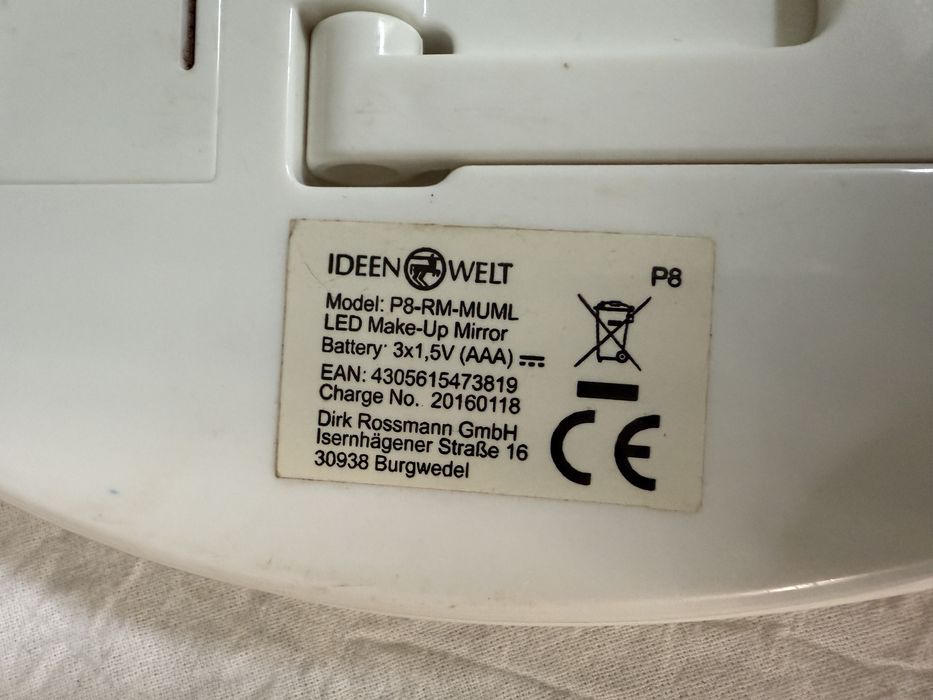 IDEEN WELT
P8
Model: P8-RM-MUML
LED Make-Up Mirror
Battery: 3x1,5V (AAA)
EAN: 4305615473819
Charge No. 20160118
Dirk Rossmann GmbH
Isernhägener Straße 16
30938 Burgwedel
CE